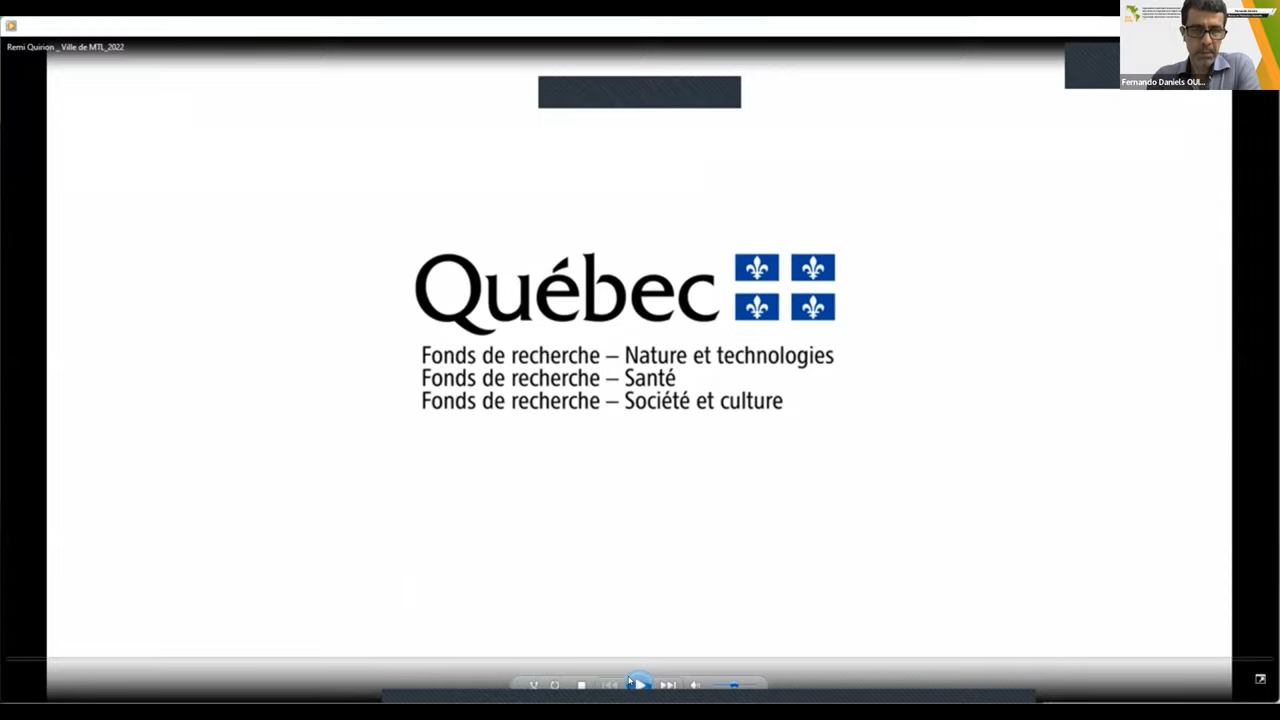 Remi Quirion _ Ville de MTL_2022
Fernando Daniels OUI...
Québec
Fonds de recherche – Nature et technologies
Fonds de recherche – Santé
Fonds de recherche – Société et culture